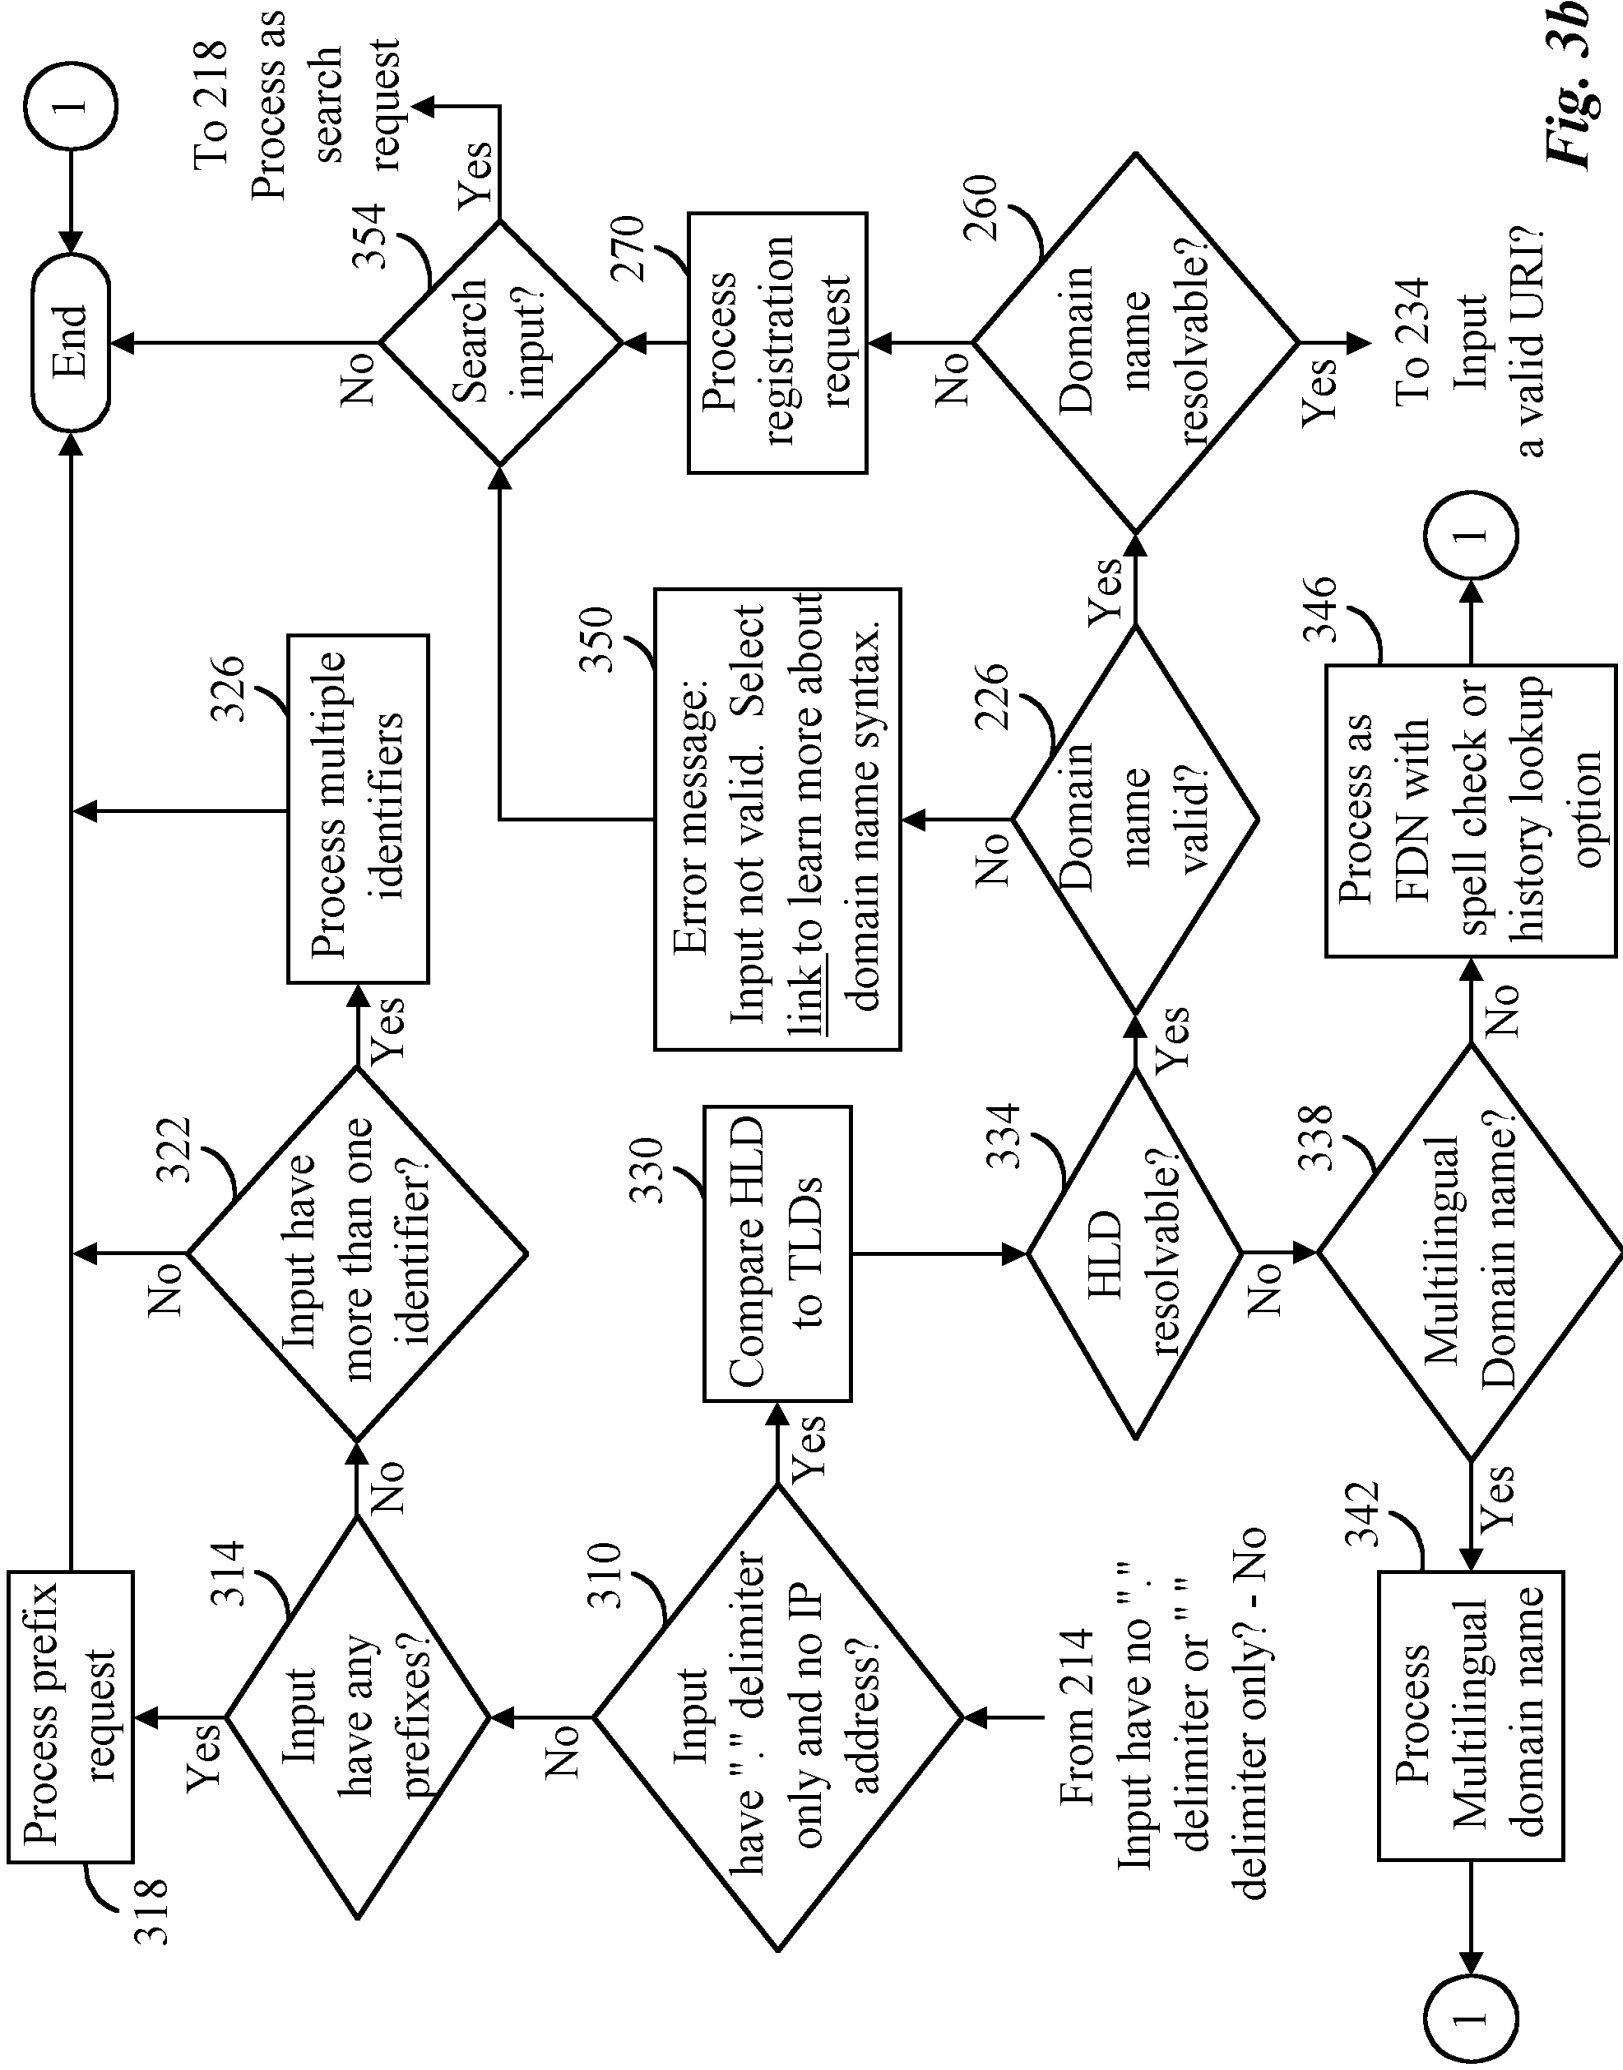 318
Process prefix
request
Yes
314
Input
have any
prefixes?
No
322
Input have
more than one
identifier?
No
Yes
326
Process multiple
identifiers
End
1
To 218
Process as
search
request
Yes
354
Search
input?
No
No
310
Input
have "." delimiter
only and no IP
address?
Yes
330
Compare HLD
to TLDs
350
Error message:
Input not valid. Select
link to learn more about
domain name syntax.
270
Process
registration
request
From 214
Input have no "."
delimiter or " "
delimiter only? - No
334
HLD
resolvable?
Yes
No
226
Domain
name
valid?
No
Yes
260
Domain
name
resolvable?
No
Yes
To 234
Input
a valid URI?
1
342
Process
Multilingual
domain name
Yes
338
Multilingual
Domain name?
No
346
Process as
FDN with
spell check or
history lookup
option
1
Fig. 3b